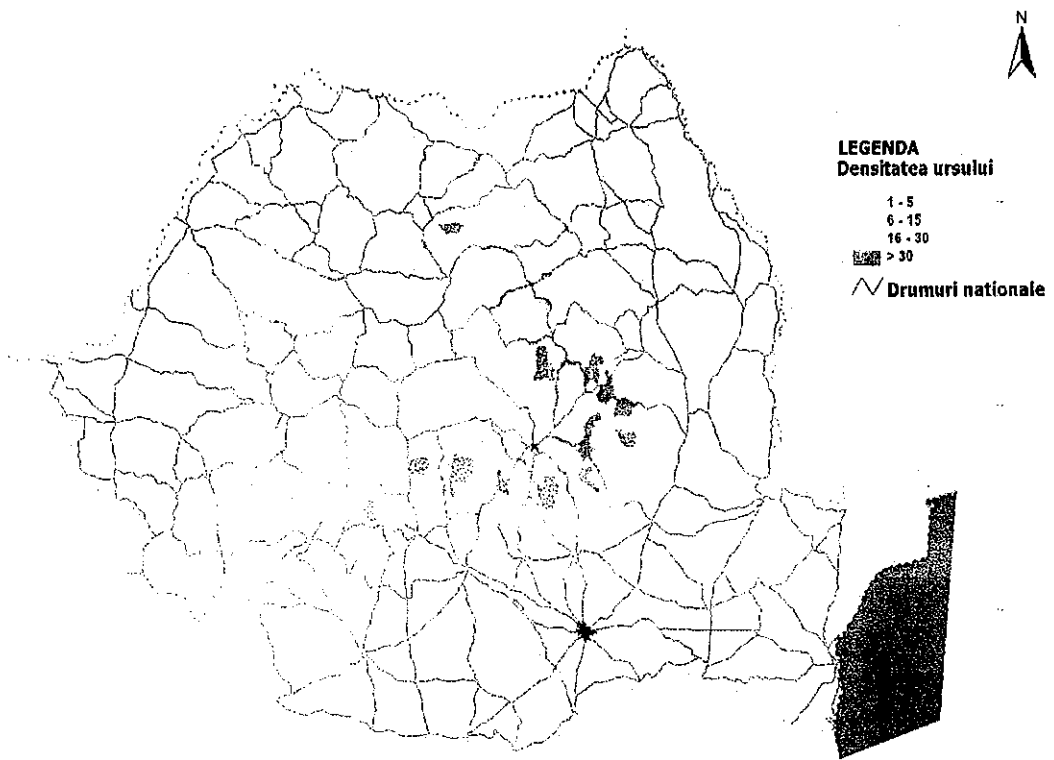 N
LEGENDA
Densitatea ursului
1 - 5
6 - 15
16 - 30
> 30
Drumuri nationale